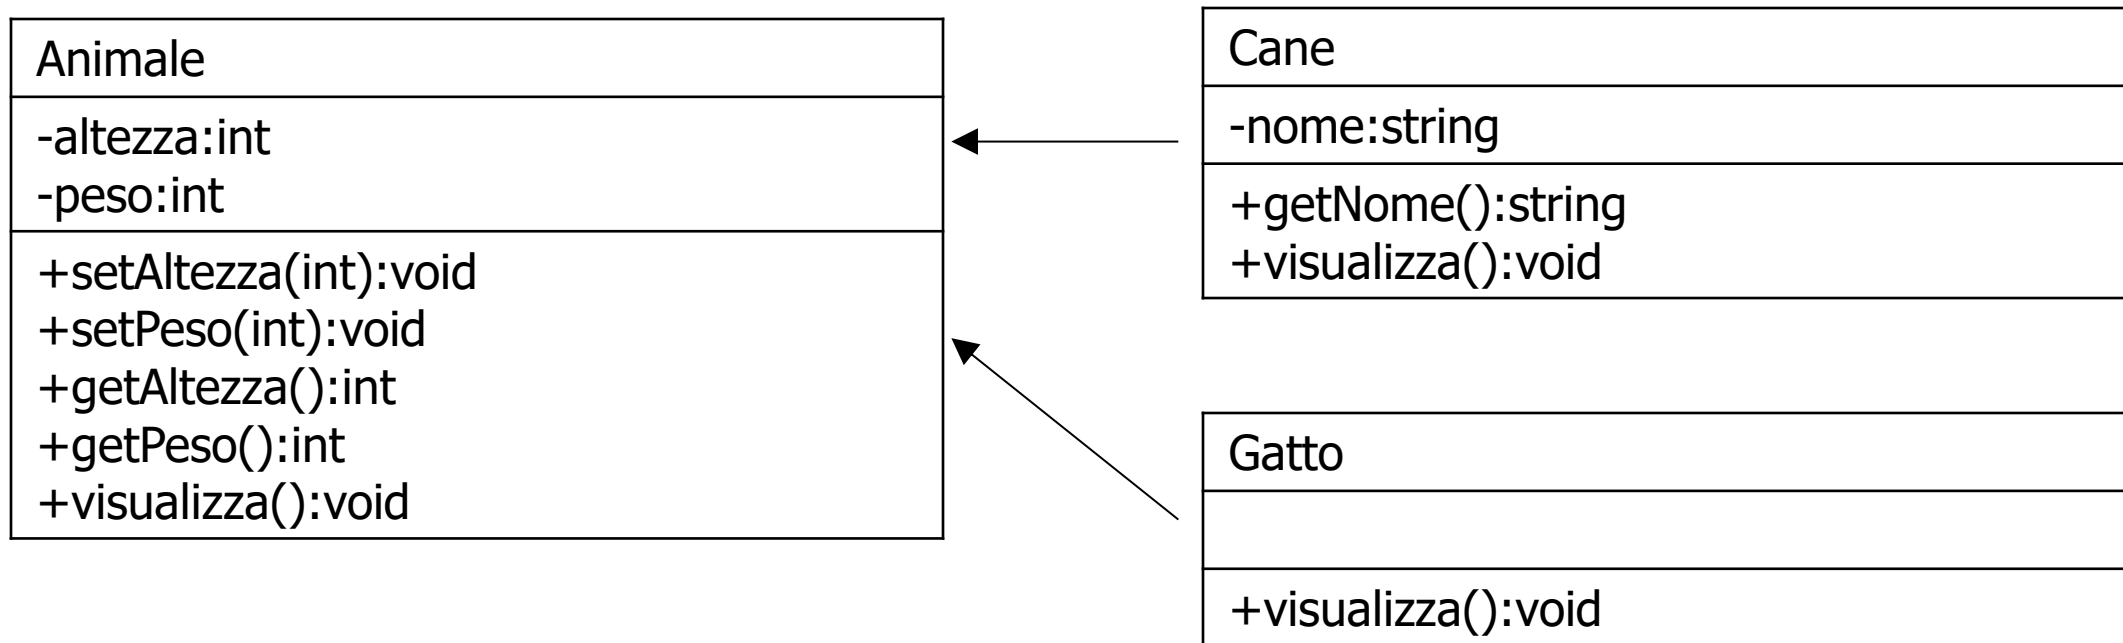 Animale
-altezza:int
-peso:int
+setAltezza(int):void
+setPeso(int):void
+getAltezza():int
+getPeso():int
+visualizza():void
Cane
-nome:string
+getNome():string
+visualizza():void
Gatto
+visualizza():void